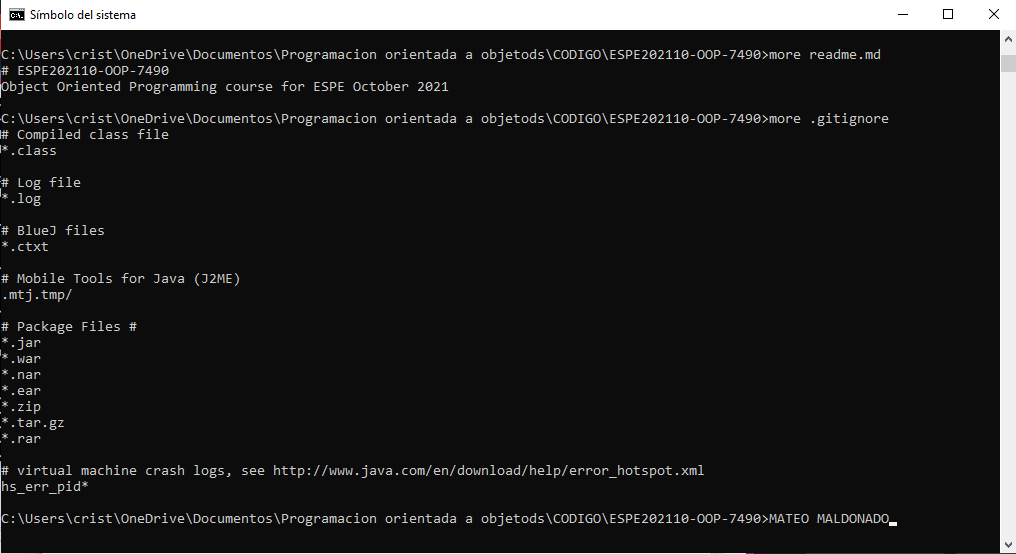 Símbolo del sistema
C:\Users\crist\OneDrive\Documentos\Programacion orientada a objetods\CODIGO\ESPE202110-OOP-7490>more readme.md
# ESPE202110-OOP-7490
Object Oriented Programming course for ESPE October 2021
C:\Users\crist\OneDrive\Documentos\Programacion orientada a objetods\CODIGO\ESPE202110-OOP-7490>more .gitignore
# Compiled class file
*.class
# Log file
*.log
# BlueJ files
*.ctxt
# Mobile Tools for Java (J2ME)
.mtj.tmp/
# Package Files #
*.jar
*.war
*.nar
*.ear
*.zip
*.tar.gz
*.rar
# virtual machine crash logs, see http://www.java.com/en/download/help/error_hotspot.xml
hs_err_pid*
C:\Users\crist\OneDrive\Documentos\Programacion orientada a objetods\CODIGO\ESPE202110-OOP-7490>MATEO MALDONADO